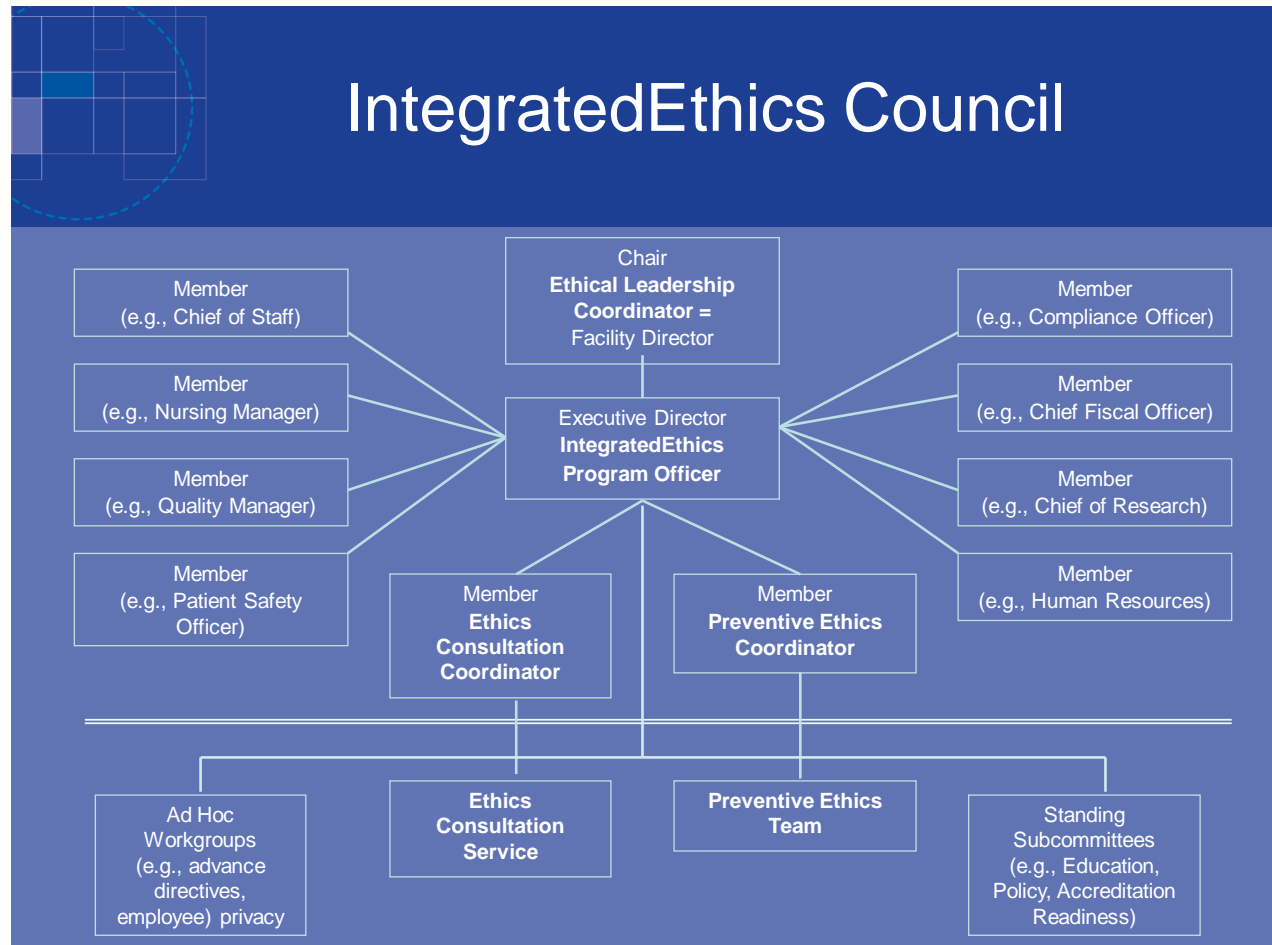 IntegratedEthics Council
Chair
Ethical Leadership
Coordinator =
Facility Director
Member
(e.g., Chief of Staff)
Member
(e.g., Nursing Manager)
Member
(e.g., Quality Manager)
Member
(e.g., Patient Safety
Officer)
Executive Director
IntegratedEthics
Program Officer
Member
(e.g., Compliance Officer)
Member
(e.g., Chief Fiscal Officer)
Member
(e.g., Chief of Research)
Member
(e.g., Human Resources)
Member
Ethics
Consultation
Coordinator
Member
Preventive Ethics
Coordinator
Ad Hoc
Workgroups
(e.g., advance
directives,
employee) privacy
Ethics
Consultation
Service
Preventive Ethics
Team
Standing
Subcommittees
(e.g., Education,
Policy, Accreditation
Readiness)